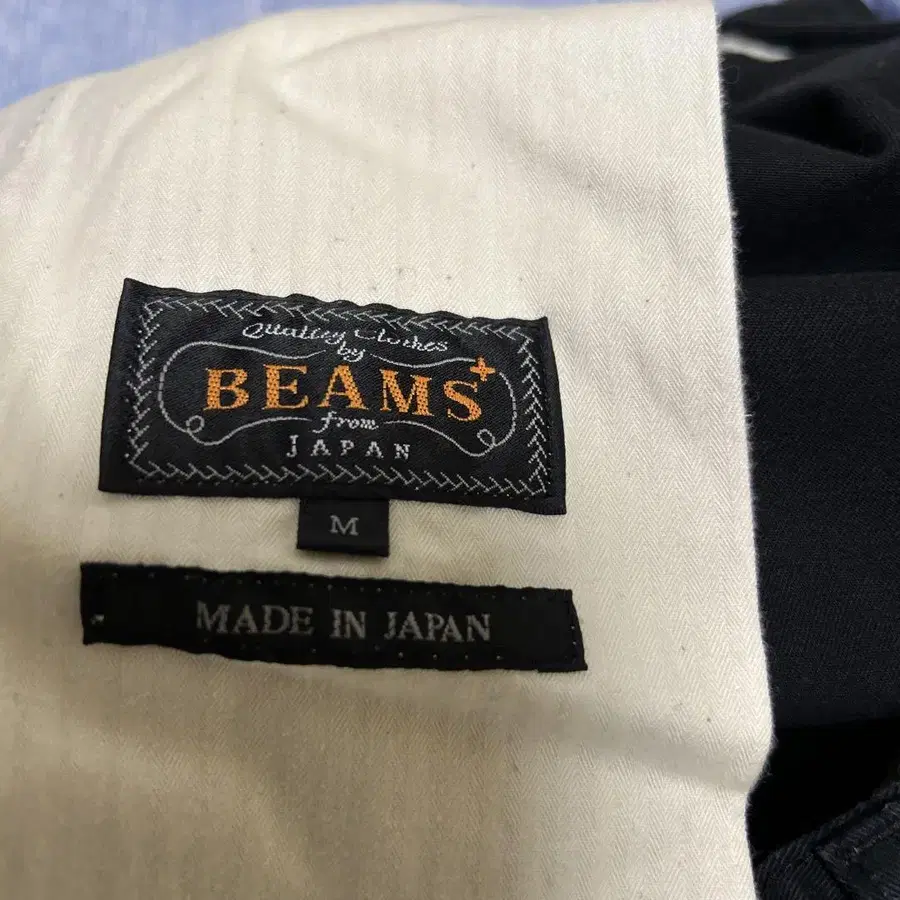 Quality Clothes
by
BEAMS+
from
JAPAN
M
MADE IN JAPAN